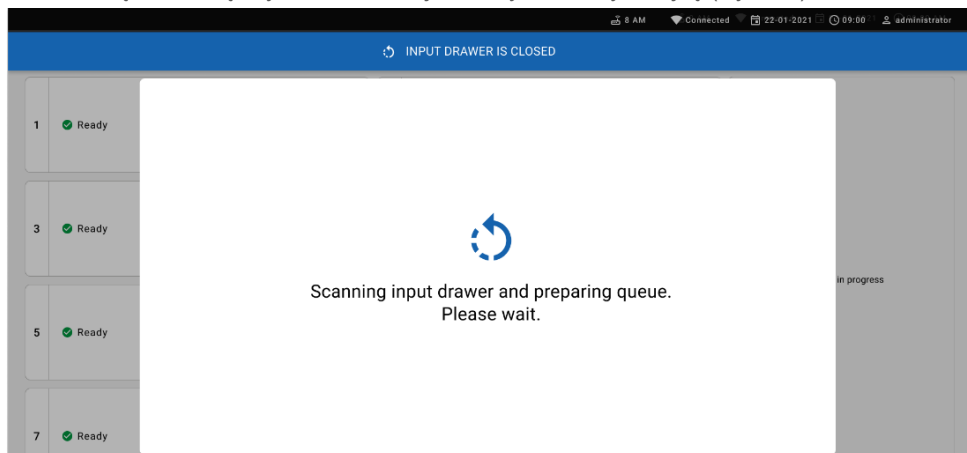 8 AM Connected 22-01-2021 09:00 administrator
INPUT DRAWER IS CLOSED
1 Ready
3 Ready
in progress
5 Ready
7 Ready
Scanning input drawer and preparing queue.
Please wait.